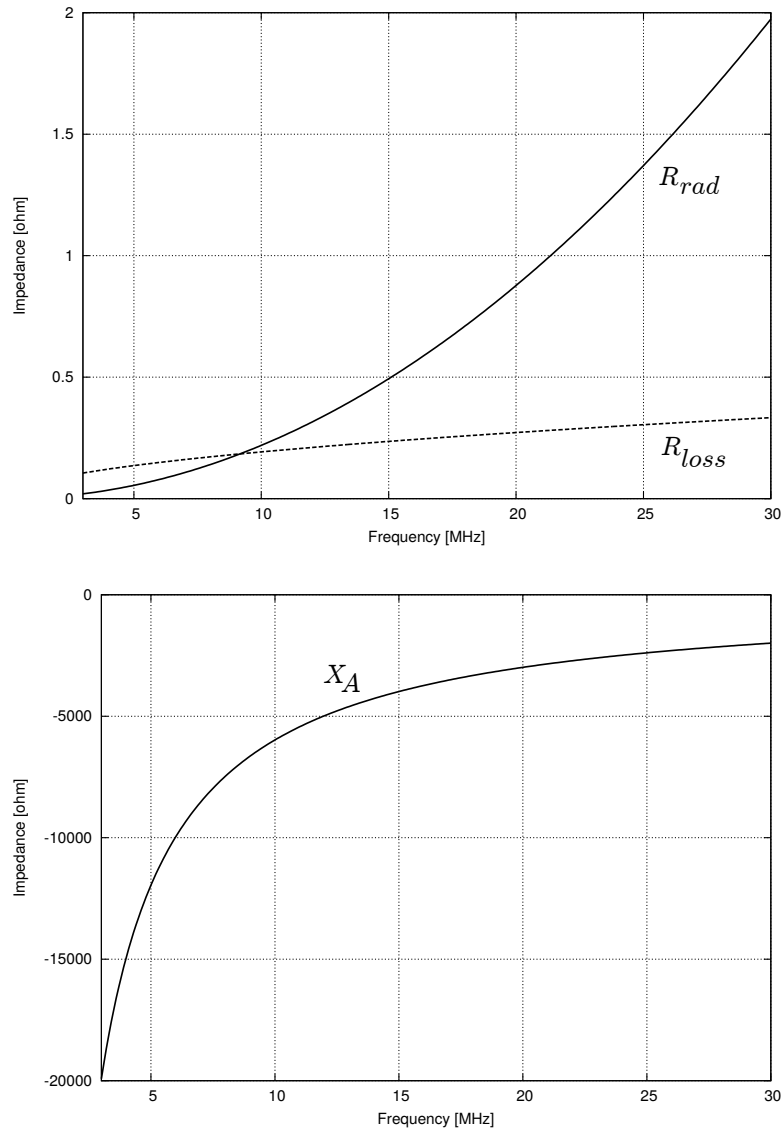 2
1.5
1
0.5
0
Impedance [ohm]
R_rad
R_loss
5 10 15 20 25 30
Frequency [MHz]
0
-5000
-10000
-15000
-20000
Impedance [ohm]
X_A
5 10 15 20 25 30
Frequency [MHz]